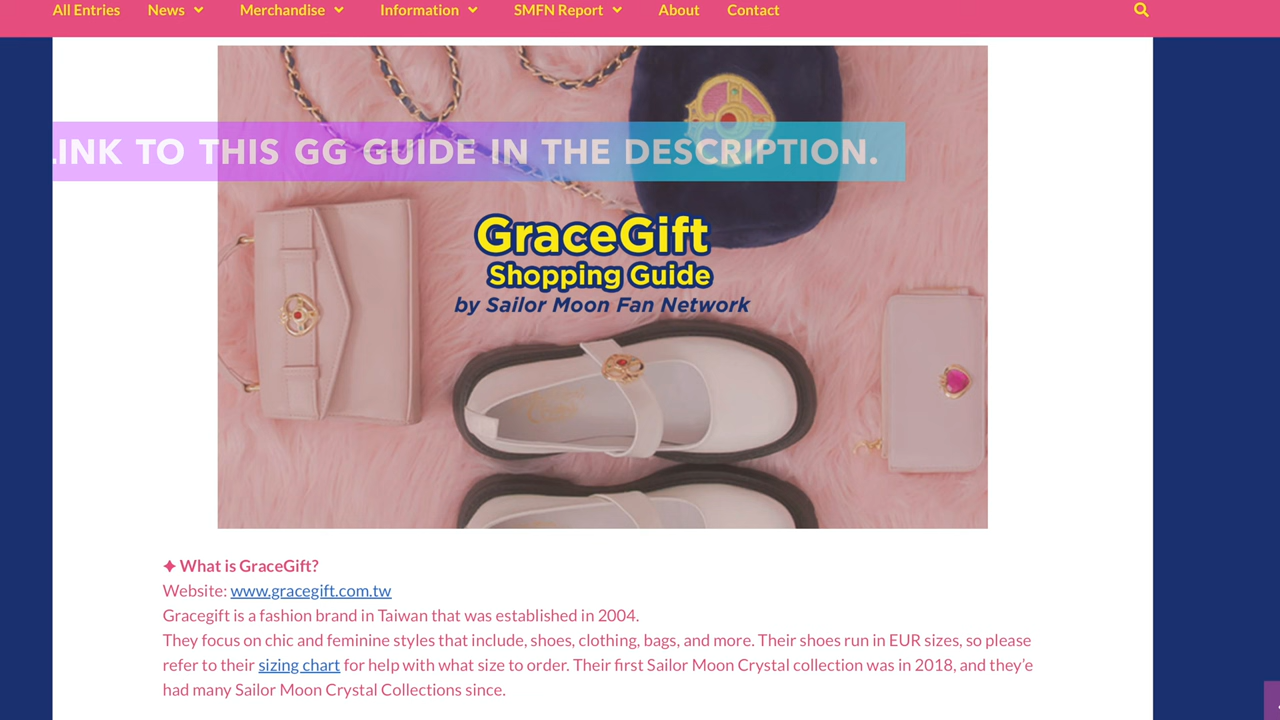 All Entries News Merchandise Information SMFN Report About Contact
INK TO THIS GG GUIDE IN THE DESCRIPTION.
GraceGift
Shopping Guide
by Sailor Moon Fan Network
✦ What is GraceGift?
Website: www.gracegift.com.tw
Gracegift is a fashion brand in Taiwan that was established in 2004.
They focus on chic and feminine styles that include, shoes, clothing, bags, and more. Their shoes run in EUR sizes, so please
refer to their sizing chart for help with what size to order. Their first Sailor Moon Crystal collection was in 2018, and they'e
had many Sailor Moon Crystal Collections since.